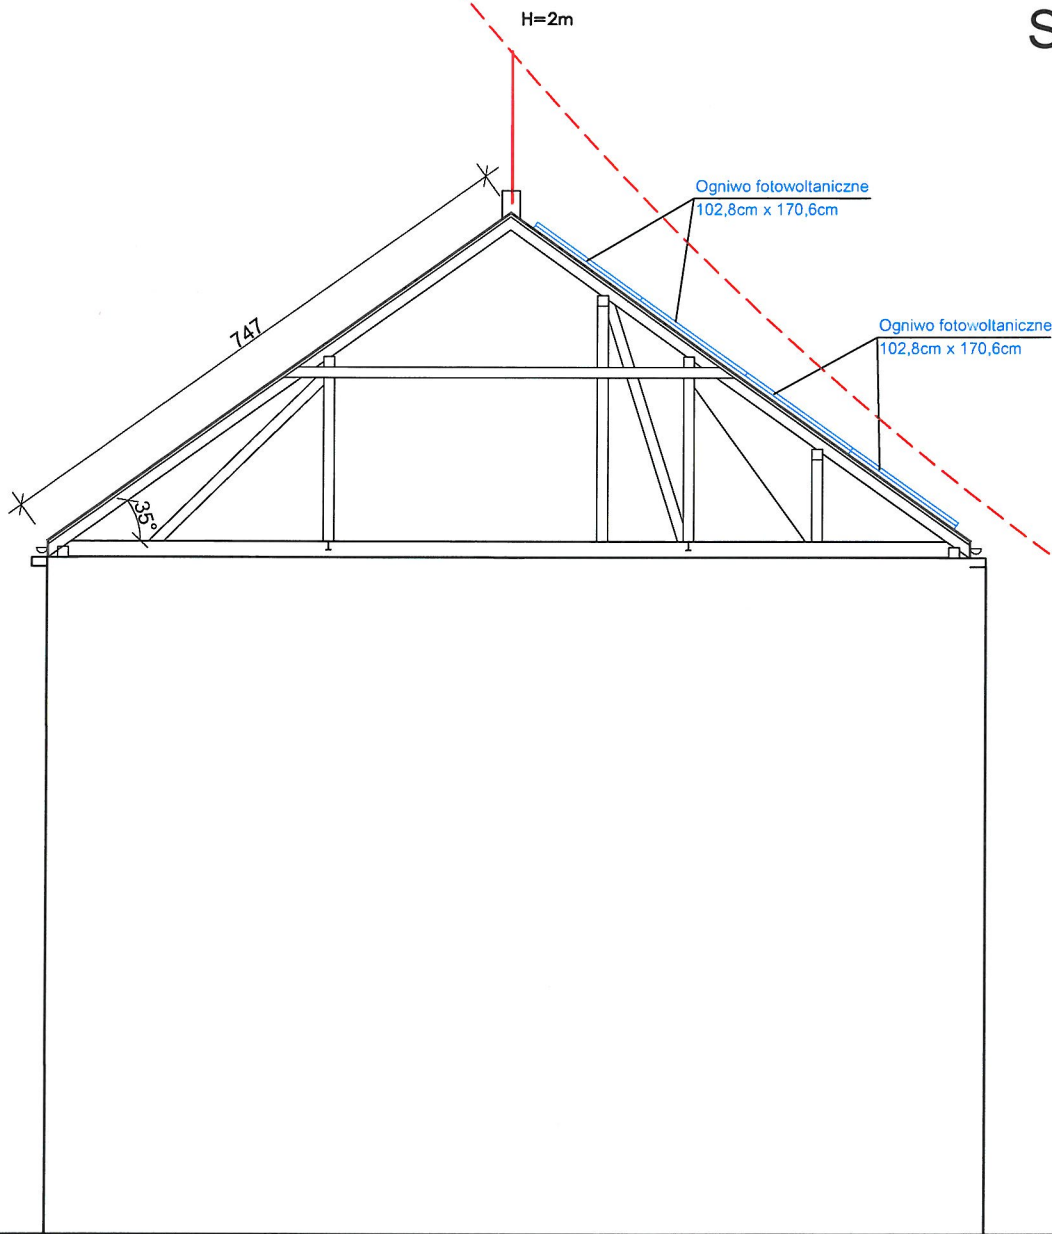 H=2m
S
Ogniwo fotowoltaniczne
102,8cm x 170,6cm
Ogniwo fotowoltaniczne
102,8cm x 170,6cm
747
35°